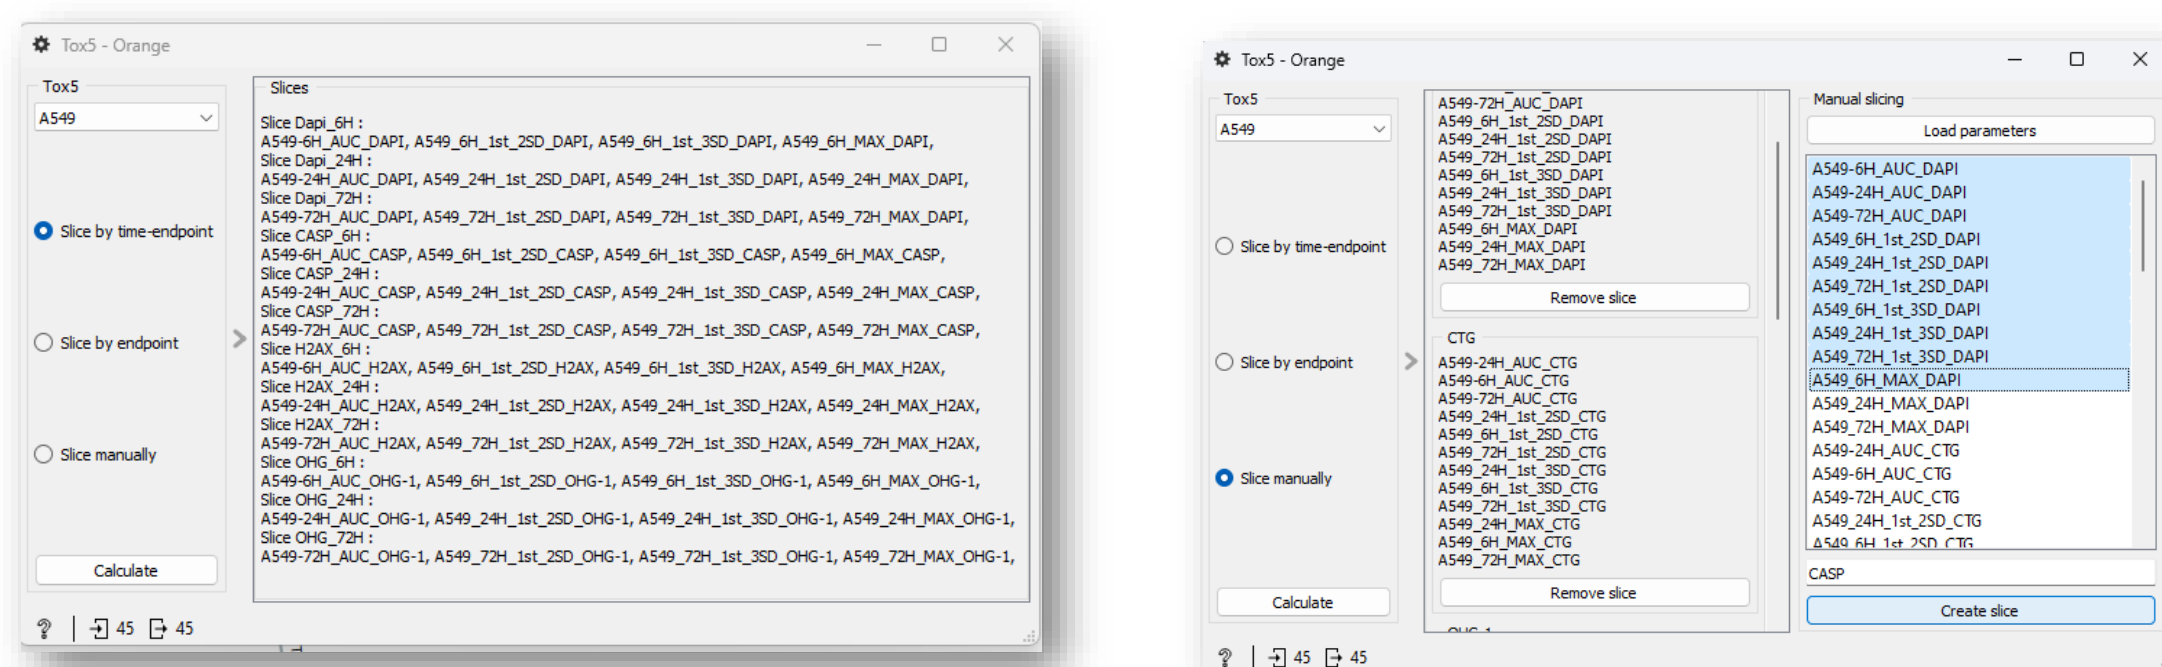 Tox5 - Orange
Tox5
A549
Slice by time-endpoint
Slice by endpoint
Slice manually
Calculate
45 45
Slices
Slice Dapi_6H :
A549-6H_AUC_DAPI, A549_6H_1st_2SD_DAPI, A549_6H_1st_3SD_DAPI, A549_6H_MAX_DAPI,
Slice Dapi_24H :
A549-24H_AUC_DAPI, A549_24H_1st_2SD_DAPI, A549_24H_1st_3SD_DAPI, A549_24H_MAX_DAPI,
Slice Dapi_72H :
A549-72H_AUC_DAPI, A549_72H_1st_2SD_DAPI, A549_72H_1st_3SD_DAPI, A549_72H_MAX_DAPI,
Slice CASP_6H :
A549-6H_AUC_CASP, A549_6H_1st_2SD_CASP, A549_6H_1st_3SD_CASP, A549_6H_MAX_CASP,
Slice CASP_24H :
A549-24H_AUC_CASP, A549_24H_1st_2SD_CASP, A549_24H_1st_3SD_CASP, A549_24H_MAX_CASP,
Slice CASP_72H :
A549-72H_AUC_CASP, A549_72H_1st_2SD_CASP, A549_72H_1st_3SD_CASP, A549_72H_MAX_CASP,
Slice H2AX_6H :
A549-6H_AUC_H2AX, A549_6H_1st_2SD_H2AX, A549_6H_1st_3SD_H2AX, A549_6H_MAX_H2AX,
Slice H2AX_24H :
A549-24H_AUC_H2AX, A549_24H_1st_2SD_H2AX, A549_24H_1st_3SD_H2AX, A549_24H_MAX_H2AX,
Slice H2AX_72H :
A549-72H_AUC_H2AX, A549_72H_1st_2SD_H2AX, A549_72H_1st_3SD_H2AX, A549_72H_MAX_H2AX,
Slice OHG_6H :
A549-6H_AUC_OHG-1, A549_6H_1st_2SD_OHG-1, A549_6H_1st_3SD_OHG-1, A549_6H_MAX_OHG-1,
Slice OHG_24H :
A549-24H_AUC_OHG-1, A549_24H_1st_2SD_OHG-1, A549_24H_1st_3SD_OHG-1, A549_24H_MAX_OHG-1,
Slice OHG_72H :
A549-72H_AUC_OHG-1, A549_72H_1st_2SD_OHG-1, A549_72H_1st_3SD_OHG-1, A549_72H_MAX_OHG-1,
Tox5 - Orange
Tox5
A549
Slice by time-endpoint
Slice by endpoint
Slice manually
Calculate
45 45
A549-72H_AUC_DAPI
A549_6H_1st_2SD_DAPI
A549_24H_1st_2SD_DAPI
A549_72H_1st_2SD_DAPI
A549_6H_1st_3SD_DAPI
A549_24H_1st_3SD_DAPI
A549_72H_1st_3SD_DAPI
A549_6H_MAX_DAPI
A549_24H_MAX_DAPI
A549_72H_MAX_DAPI
Remove slice
CTG
A549-24H_AUC_CTG
A549-6H_AUC_CTG
A549-72H_AUC_CTG
A549_24H_1st_2SD_CTG
A549_6H_1st_2SD_CTG
A549_72H_1st_2SD_CTG
A549_24H_1st_3SD_CTG
A549_6H_1st_3SD_CTG
A549_72H_1st_3SD_CTG
A549_24H_MAX_CTG
A549_6H_MAX_CTG
A549_72H_MAX_CTG
Remove slice
Manual slicing
Load parameters
A549-6H_AUC_DAPI
A549-24H_AUC_DAPI
A549-72H_AUC_DAPI
A549_6H_1st_2SD_DAPI
A549_24H_1st_2SD_DAPI
A549_72H_1st_2SD_DAPI
A549_6H_1st_3SD_DAPI
A549_24H_1st_3SD_DAPI
A549_72H_1st_3SD_DAPI
A549_6H_MAX_DAPI
A549_24H_MAX_DAPI
A549_72H_MAX_DAPI
A549-24H_AUC_CTG
A549-6H_AUC_CTG
A549-72H_AUC_CTG
A549_24H_1st_2SD_CTG
A549_6H_1st_2SD_CTG
CASP
Create slice